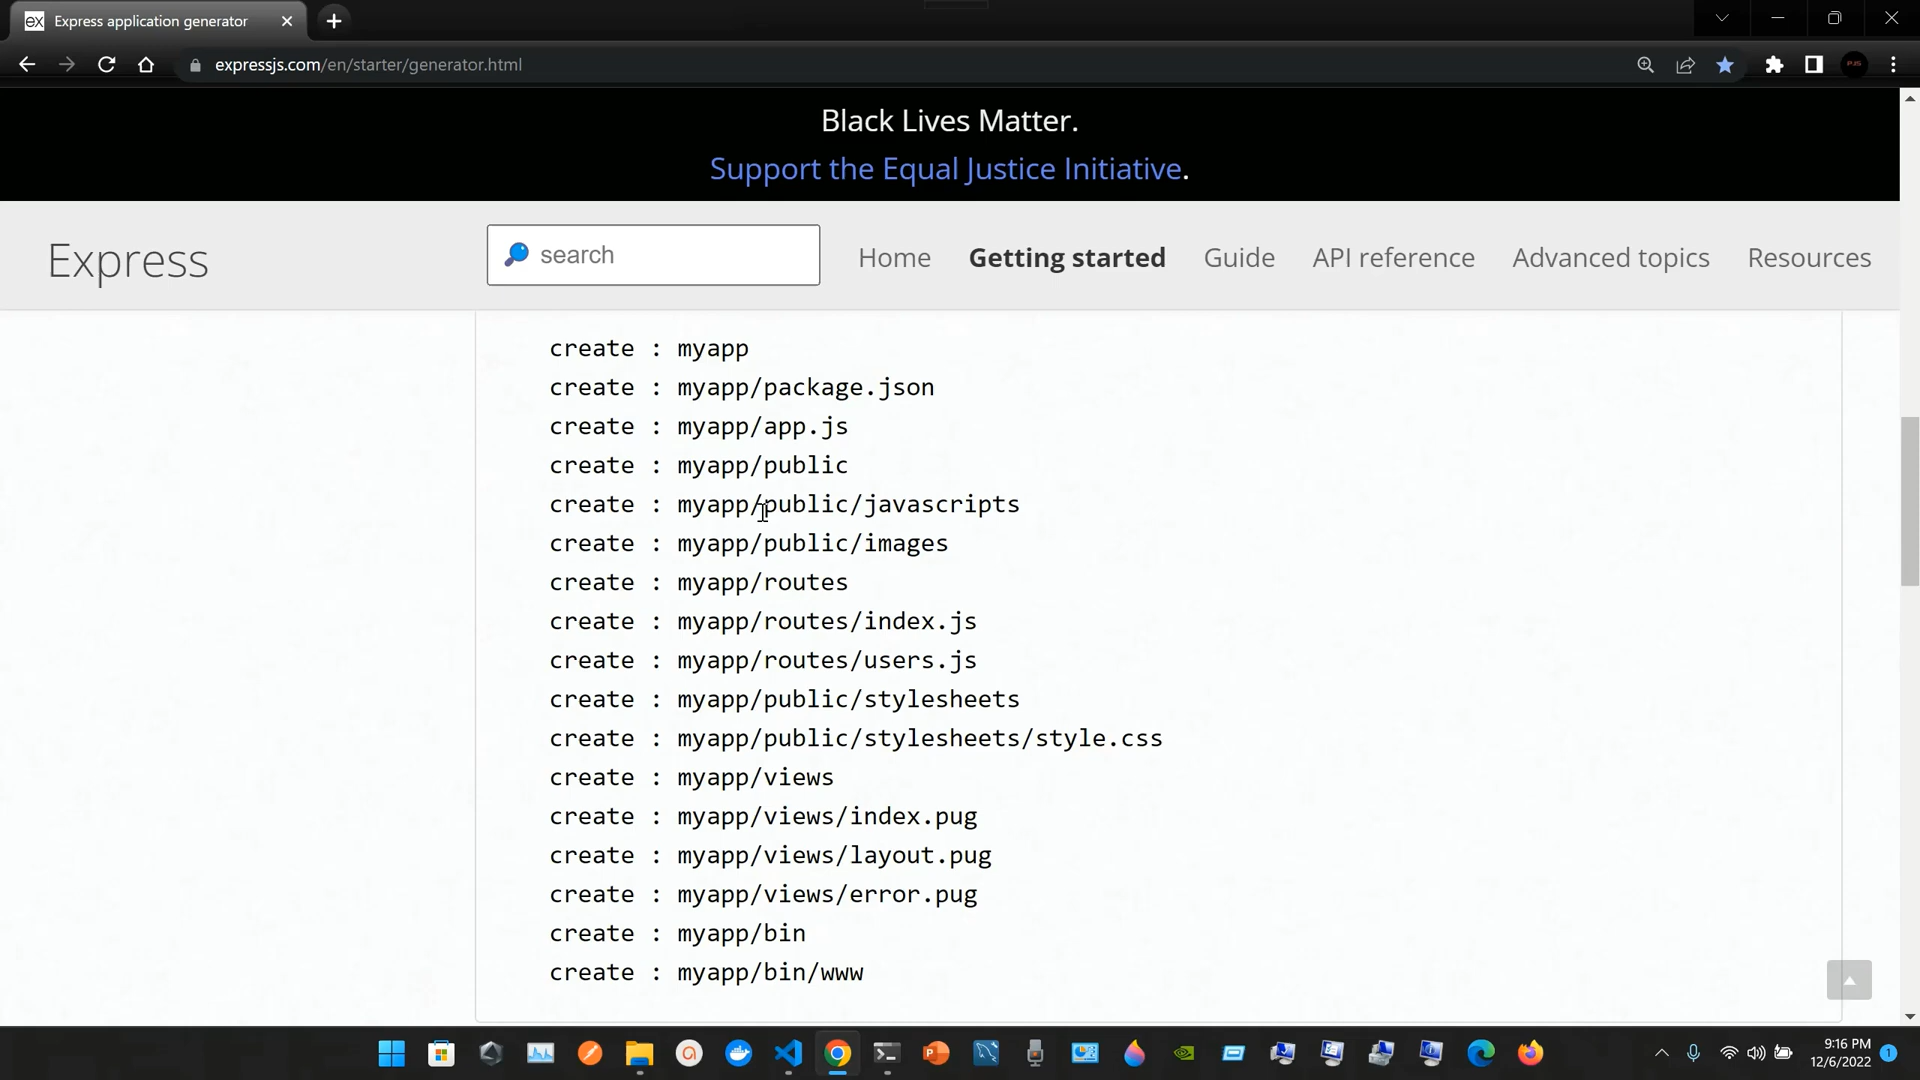 Express application generator
expressjs.com/en/starter/generator.html
Black Lives Matter.
Support the Equal Justice Initiative.
Express
search
Home
Getting started
Guide
API reference
Advanced topics
Resources
create : myapp
create : myapp/package.json
create : myapp/app.js
create : myapp/public
create : myapp/public/javascripts
create : myapp/public/images
create : myapp/routes
create : myapp/routes/index.js
create : myapp/routes/users.js
create : myapp/public/stylesheets
create : myapp/public/stylesheets/style.css
create : myapp/views
create : myapp/views/index.pug
create : myapp/views/layout.pug
create : myapp/views/error.pug
create : myapp/bin
create : myapp/bin/www
9:16 PM
12/6/2022